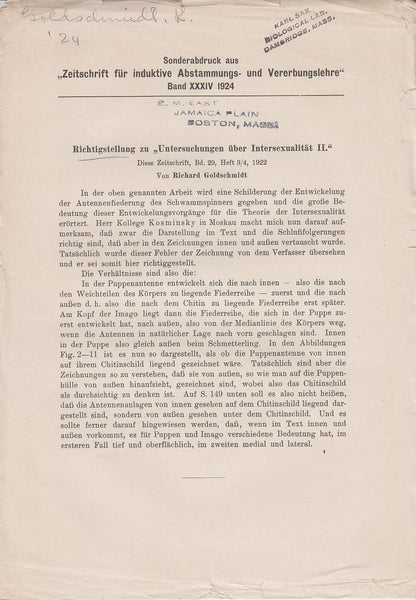 Goldschmidt, R.
'24
KARL SAX
BIOLOGICAL LAB.
CAMBRIDGE, MASS.
Sonderabdruck aus
„Zeitschrift für induktive Abstammungs- und Vererbungslehre"
Band XXXIV 1924
E. M. EAST
JAMAICA PLAIN
BOSTON, MASS.
Richtigstellung zu „Untersuchungen über Intersexualität II."
Diese Zeitschrift, Bd. 29, Heft 3/4, 1922
Von Richard Goldschmidt
In der oben genannten Arbeit wird eine Schilderung der Entwickelung
der Antennenfiederung des Schwammspinners gegeben und die große Be-
deutung dieser Entwickelungsvorgänge für die Theorie der Intersexualität
erörtert. Herr Kollege Kosminsky in Moskau macht mich nun darauf auf-
merksam, daß zwar die Darstellung im Text und die Schlußfolgerungen
richtig sind, daß aber in den Zeichnungen innen und außen vertauscht wurde.
Tatsächlich wurde dieser Fehler der Zeichnung von dem Verfasser übersehen
und er sei somit hier richtiggestellt.
Die Verhältnisse sind also die:
In der Puppenantenne entwickelt sich die nach innen – also die nach
den Weichteilen des Körpers zu liegende Fiederreihe – zuerst und die nach
außen d. h. also die nach dem Chitin zu liegende Fiederreihe erst später.
Am Kopf der Imago liegt dann die Fiederreihe, die sich in der Puppe zu-
erst entwickelt hat, nach außen, also von der Medianlinie des Körpers weg,
wenn die Antennen in natürlicher Lage nach vorn geschlagen sind. Innen
in der Puppe also gleich außen beim Schmetterling. In den Abbildungen
Fig. 2—11 ist es nun so dargestellt, als ob die Puppenantenne von innen
auf ihrem Chitinschild liegend gezeichnet wäre. Tatsächlich sind aber die
Zeichnungen so zu verstehen, daß sie von außen, so wie man auf die Puppen-
hülle von außen hinaufsieht, gezeichnet sind, wobei also das Chitinschild
als durchsichtig zu denken ist. Auf S. 149 unten soll es also nicht heißen,
daß die Antennenanlagen von innen gesehen auf dem Chitinschild liegend dar-
gestellt sind, sondern von außen gesehen unter dem Chitinschild. Und es
sollte ferner darauf hingewiesen werden, daß, wenn im Text innen und
außen vorkommt, es für Puppen und Imago verschiedene Bedeutung hat, im
ersteren Fall tief und oberflächlich, im zweiten medial und lateral.